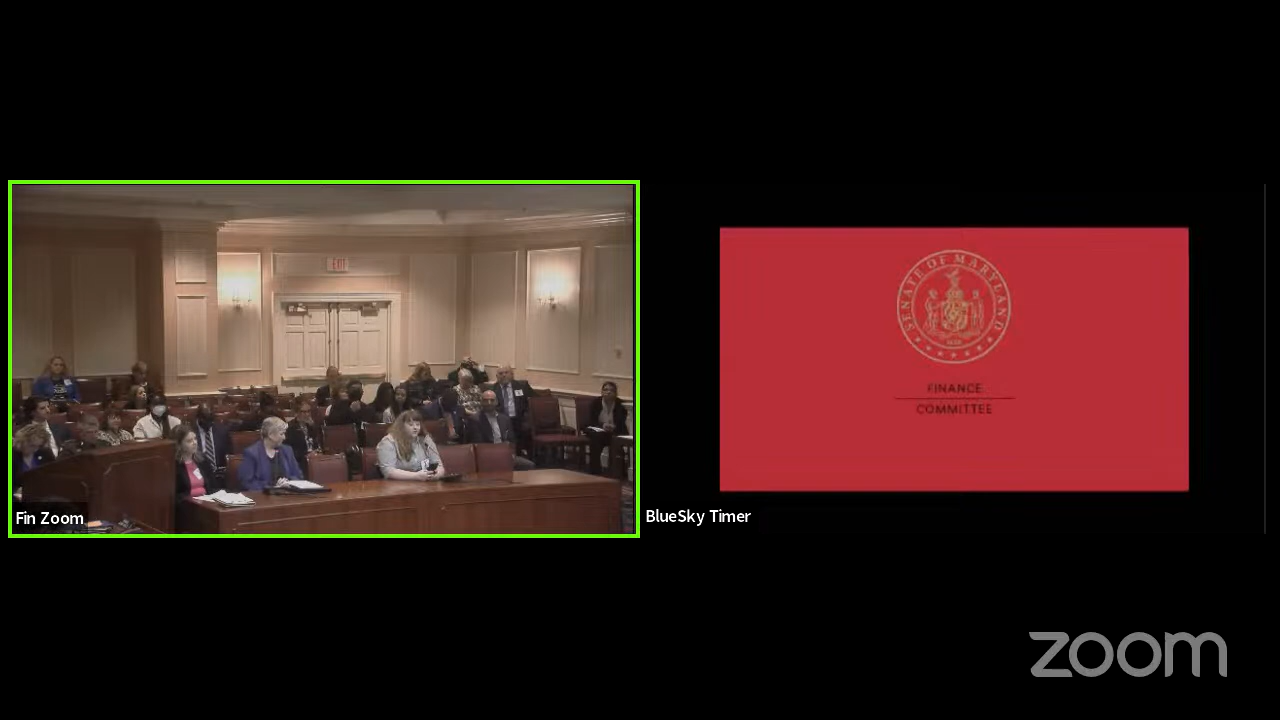 EXIT
Fin Zoom
SENATE OF MARYLAND
FINANCE
COMMITTEE
BlueSky Timer
zoom